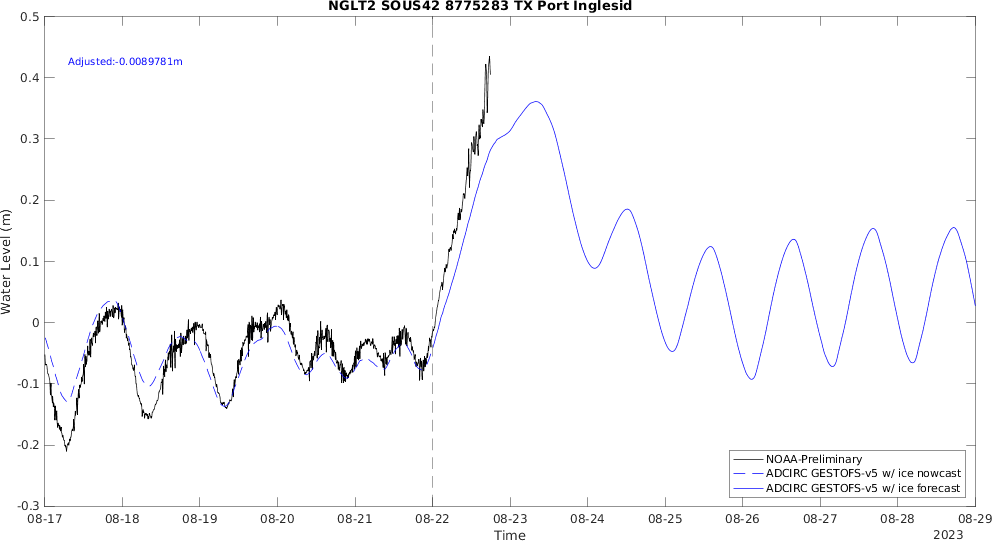 NGLT2 SOUS42 8775283 TX Port Inglesid
Adjusted:-0.0089781m
Water Level (m)
0.5
0.4
0.3
0.2
0.1
0
-0.1
-0.2
-0.3
NOAA-Preliminary
ADCIRC GESTOFS-v5 w/ ice nowcast
ADCIRC GESTOFS-v5 w/ ice forecast
08-17 08-18 08-19 08-20 08-21 08-22 08-23 08-24 08-25 08-26 08-27 08-28 08-29
Time
2023